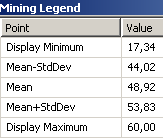 Mining Legend
Point Value
Display Minimum 17,34
Mean-StdDev 44,02
Mean 48,92
Mean+StdDev 53,83
Display Maximum 60,00